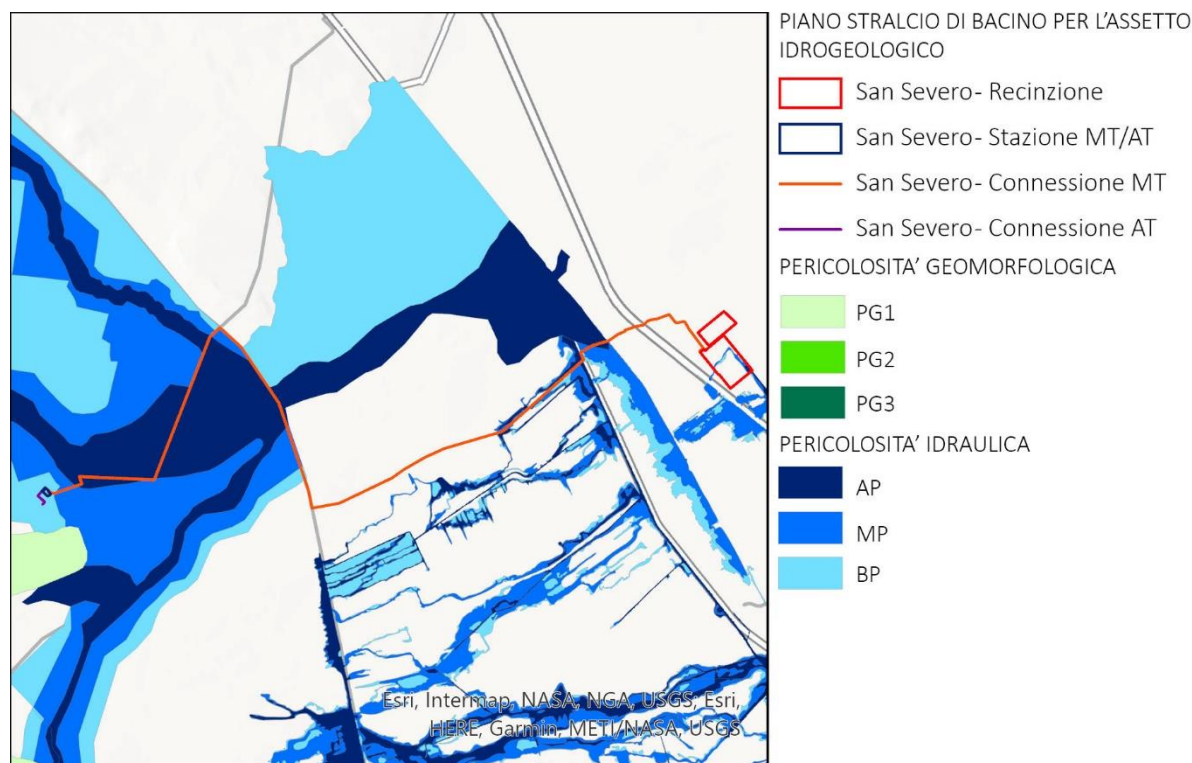 PIANO STRALCIO DI BACINO PER L'ASSETTO
IDROGEOLOGICO
San Severo- Recinzione
San Severo- Stazione MT/AT
San Severo- Connessione MT
San Severo- Connessione AT
PERICOLOSITA' GEOMORFOLOGICA
PG1
PG2
PG3
PERICOLOSITA' IDRAULICA
AP
MP
BP
Esri, Intermap, NASA, NGA, USGS; Esri,
HERE, Garmin, METI/NASA, USGS